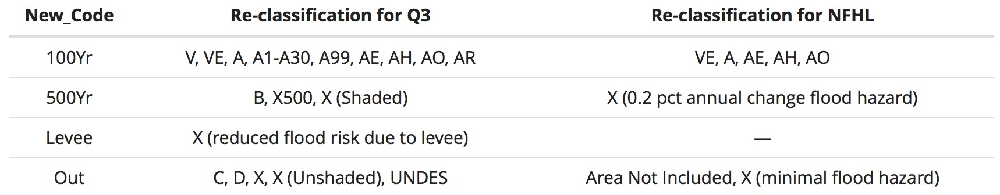 New_Code Re-classification for Q3 Re-classification for NFHL
100Yr V, VE, A, A1-A30, A99, AE, AH, AO, AR VE, A, AE, AH, AO
500Yr B, X500, X (Shaded) X (0.2 pct annual change flood hazard)
Levee X (reduced flood risk due to levee) —
Out C, D, X, X (Unshaded), UNDES Area Not Included, X (minimal flood hazard)